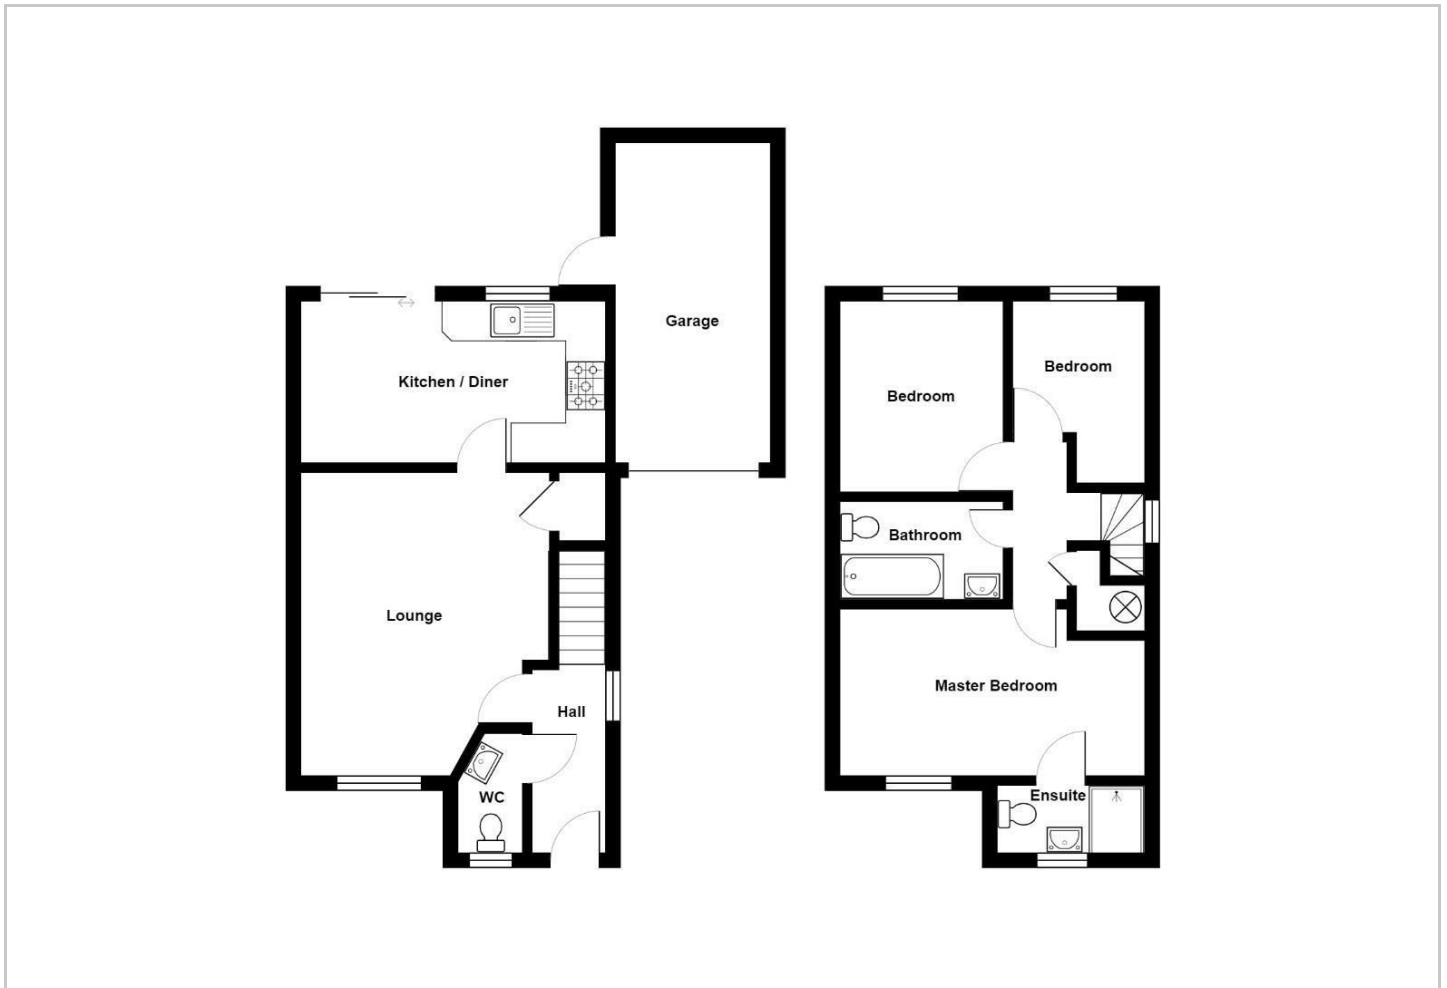 Garage
Kitchen / Diner
Lounge
Hall
WC
Bedroom
Bedroom
Bathroom
Master Bedroom
Ensuite